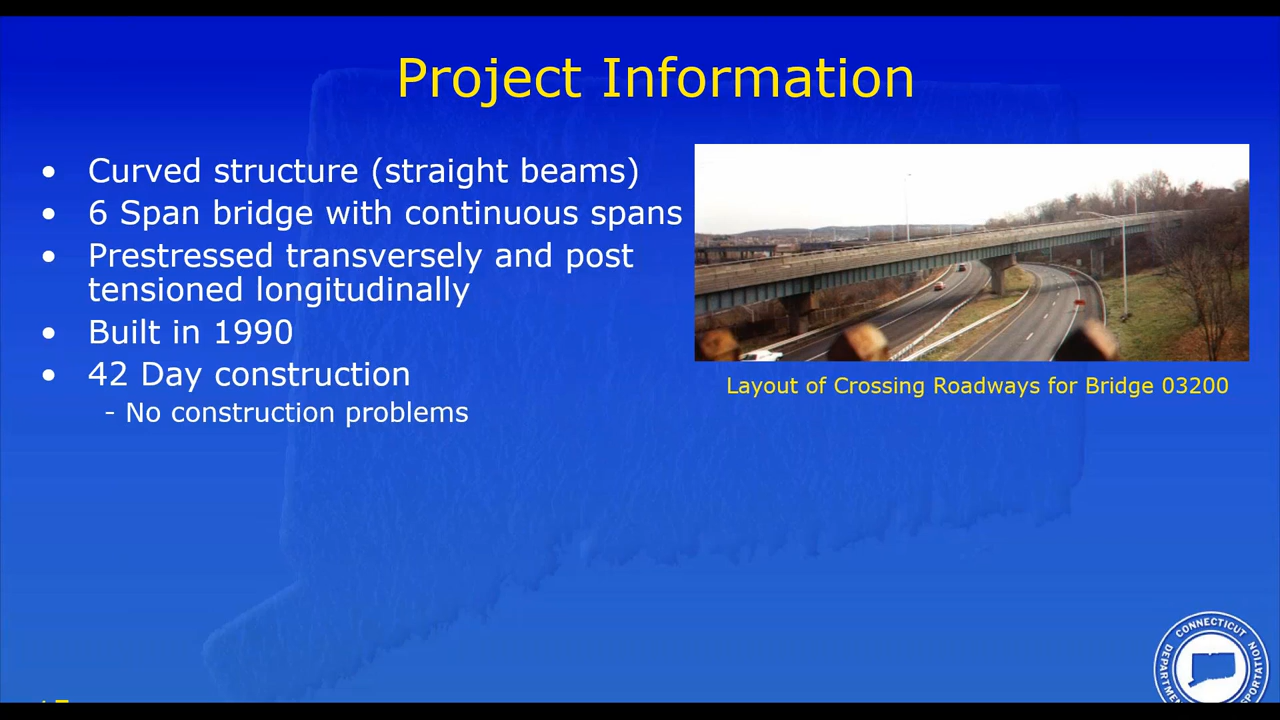 Project Information
• Curved structure (straight beams)
• 6 Span bridge with continuous spans
• Prestressed transversely and post
tensioned longitudinally
• Built in 1990
• 42 Day construction
- No construction problems
Layout of Crossing Roadways for Bridge 03200
CONNECTICUT